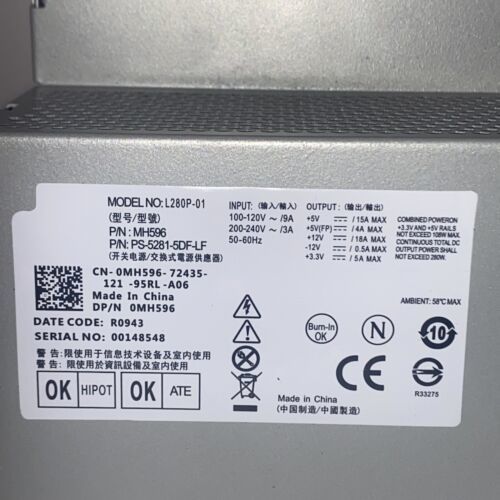 MODEL NO: L280P-01
(型号/型號)
P/N: MH596
P/N: PS-5281-5DF-LF
(开关电源/交換式電源供應器)
INPUT: (输入/輸入)
100-120V ~ /9A
200-240V ~ /3A
50-60Hz
OUTPUT: (输出/輸出)
+5V ⎓ /15A MAX
+5V(FP) ⎓ /4A MAX
+12V ⎓ /18A MAX
-12V ⎓ /0.5A MAX
+3.3V ⎓ /5A MAX
COMBINED POWERON
+3.3V AND +5V RAILS
NOT EXCEED 108W MAX.
CONTINUOUS TOTAL DC
OUTPUT POWER SHALL
NOT EXCEED 280W.
AMBIENT: 58℃ MAX
CN-0MH596-72435-
121-95RL-A06
Made In China
DP/N 0MH596
DATE CODE: R0943
SERIAL NO: 00148548
警告:限使用于信息技术设备及室内使用
警告:限使用於資訊設備及室內使用
OK HIPOT
OK ATE
Burn-In
OK
N
10
CE
R33275
Made in China
(中国制造/中國製造)